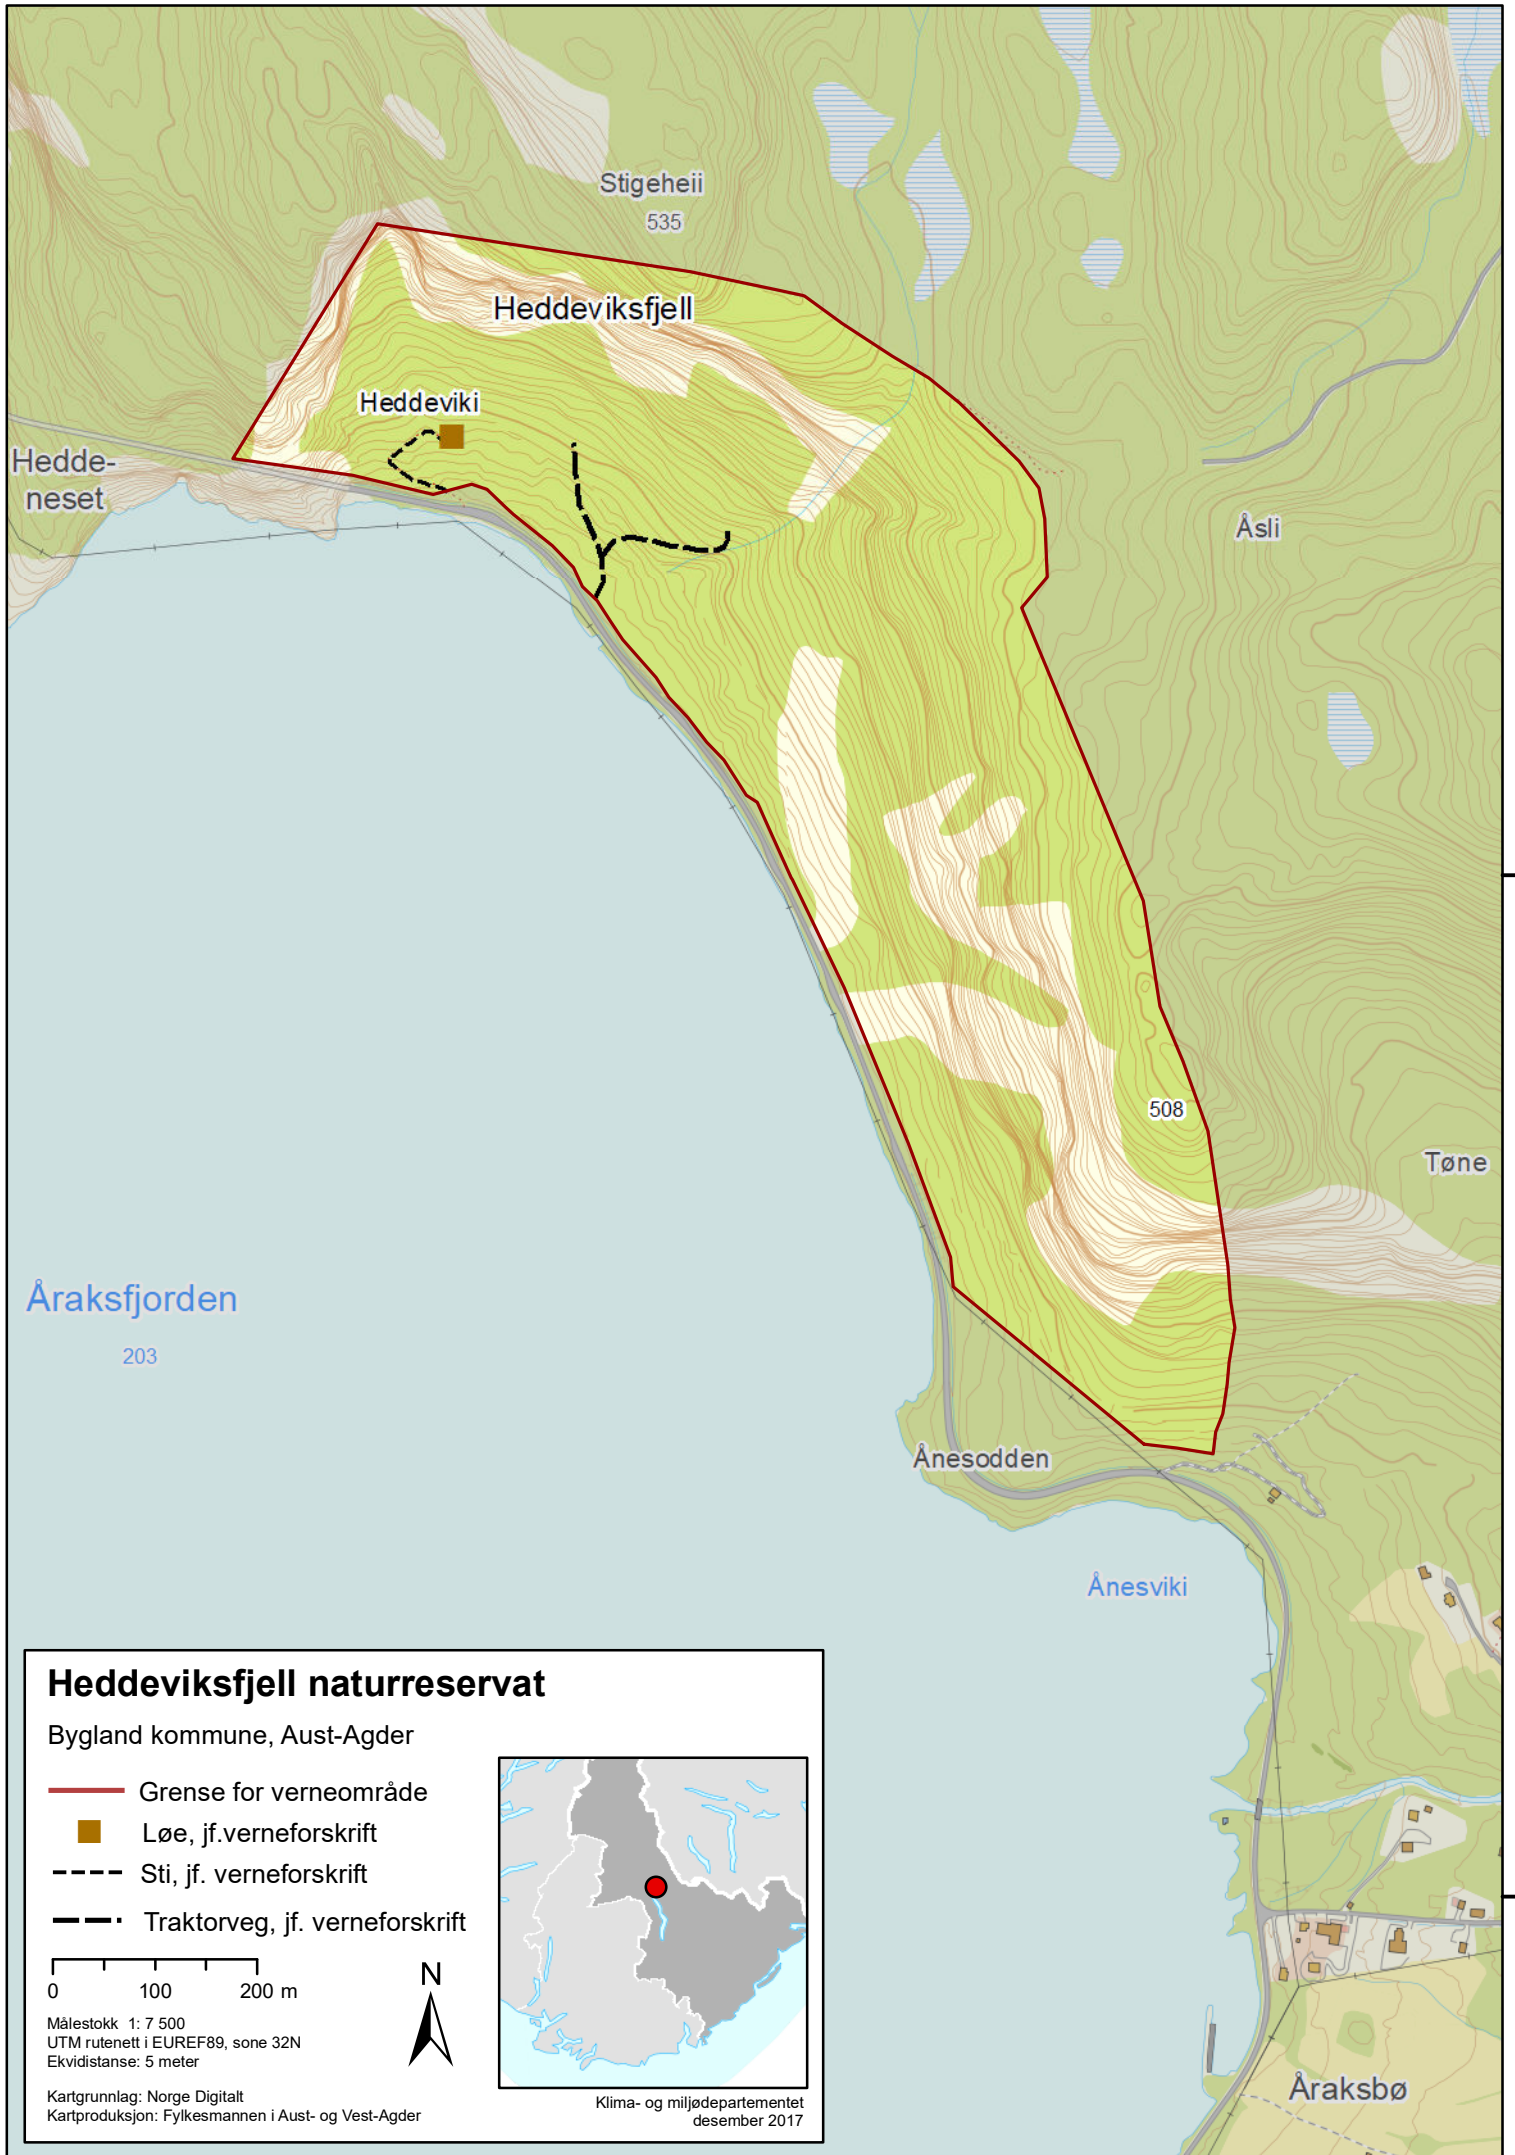 Stigeheii
535
Heddeviksfjell
Heddeviki
Hedde-
neset
Åsli
508
Tøne
Åraksfjorden
203
Ånesodden
Ånesviki
Heddeviksfjell naturreservat
Bygland kommune, Aust-Agder
Grense for verneområde
Løe, jf.verneforskrift
Sti, jf. verneforskrift
Traktorveg, jf. verneforskrift
0 100 200 m
N
Målestokk 1: 7 500
UTM rutenett i EUREF89, sone 32N
Ekvidistanse: 5 meter
Kartgrunnlag: Norge Digitalt
Kartproduksjon: Fylkesmannen i Aust- og Vest-Agder
Klima- og miljødepartementet
desember 2017
Åraksbø